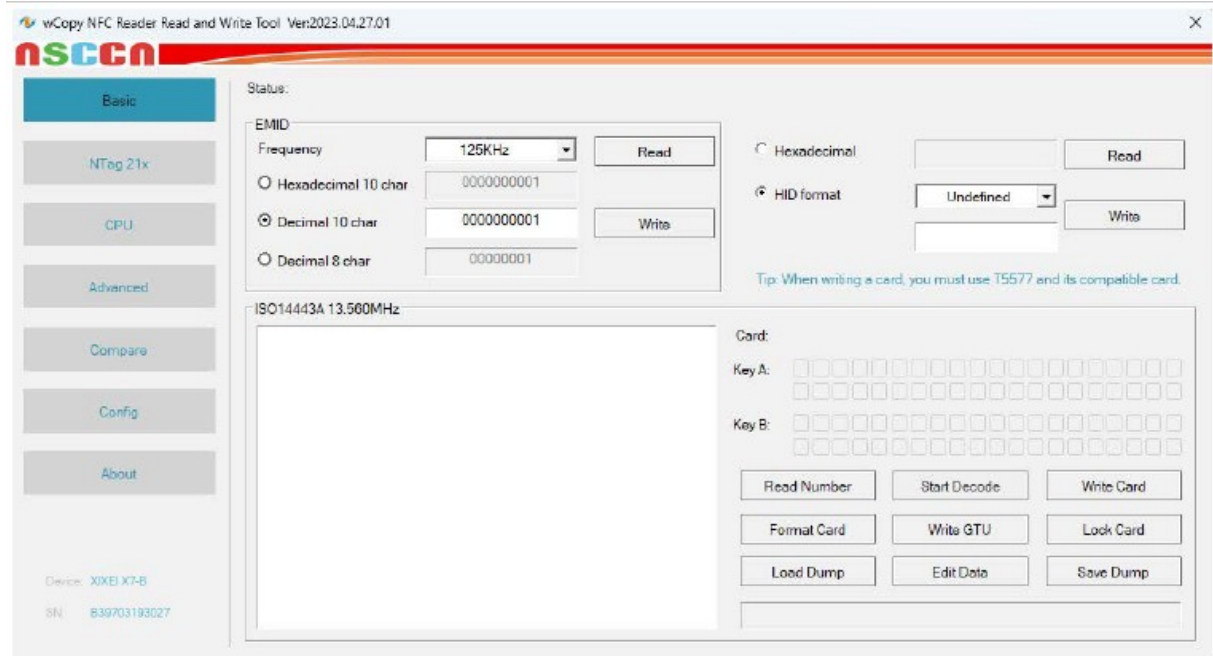 wCopy NFC Reader Read and Write Tool Ver:2023.04.27.01
nsccn
Basic
NTag 21x
CPU
Advanced
Compare
Config
About
Device: XIXEI X7-B
SN: B39703193027
Status:
EMID
Frequency 125KHz Read
Hexadecimal 10 char 0000000001
Decimal 10 char 0000000001 Write
Decimal 8 char 00000001
Hexadecimal Read
HID format Undefined
Write
Tip: When writing a card, you must use T5577 and its compatible card.
ISO14443A 13.560MHz
Card:
Key A:
Key B:
Read Number Start Decode Write Card
Format Card Write GTU Lock Card
Load Dump Edit Data Save Dump